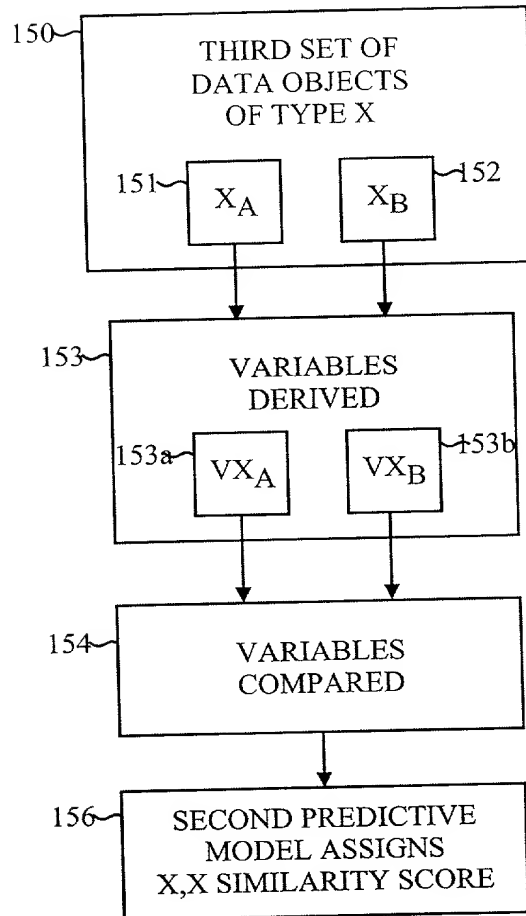 150
THIRD SET OF
DATA OBJECTS
OF TYPE X
151
152
X_A
X_B
153
VARIABLES
DERIVED
153a
153b
VX_A
VX_B
154
VARIABLES
COMPARED
156
SECOND PREDICTIVE
MODEL ASSIGNS
X,X SIMILARITY SCORE